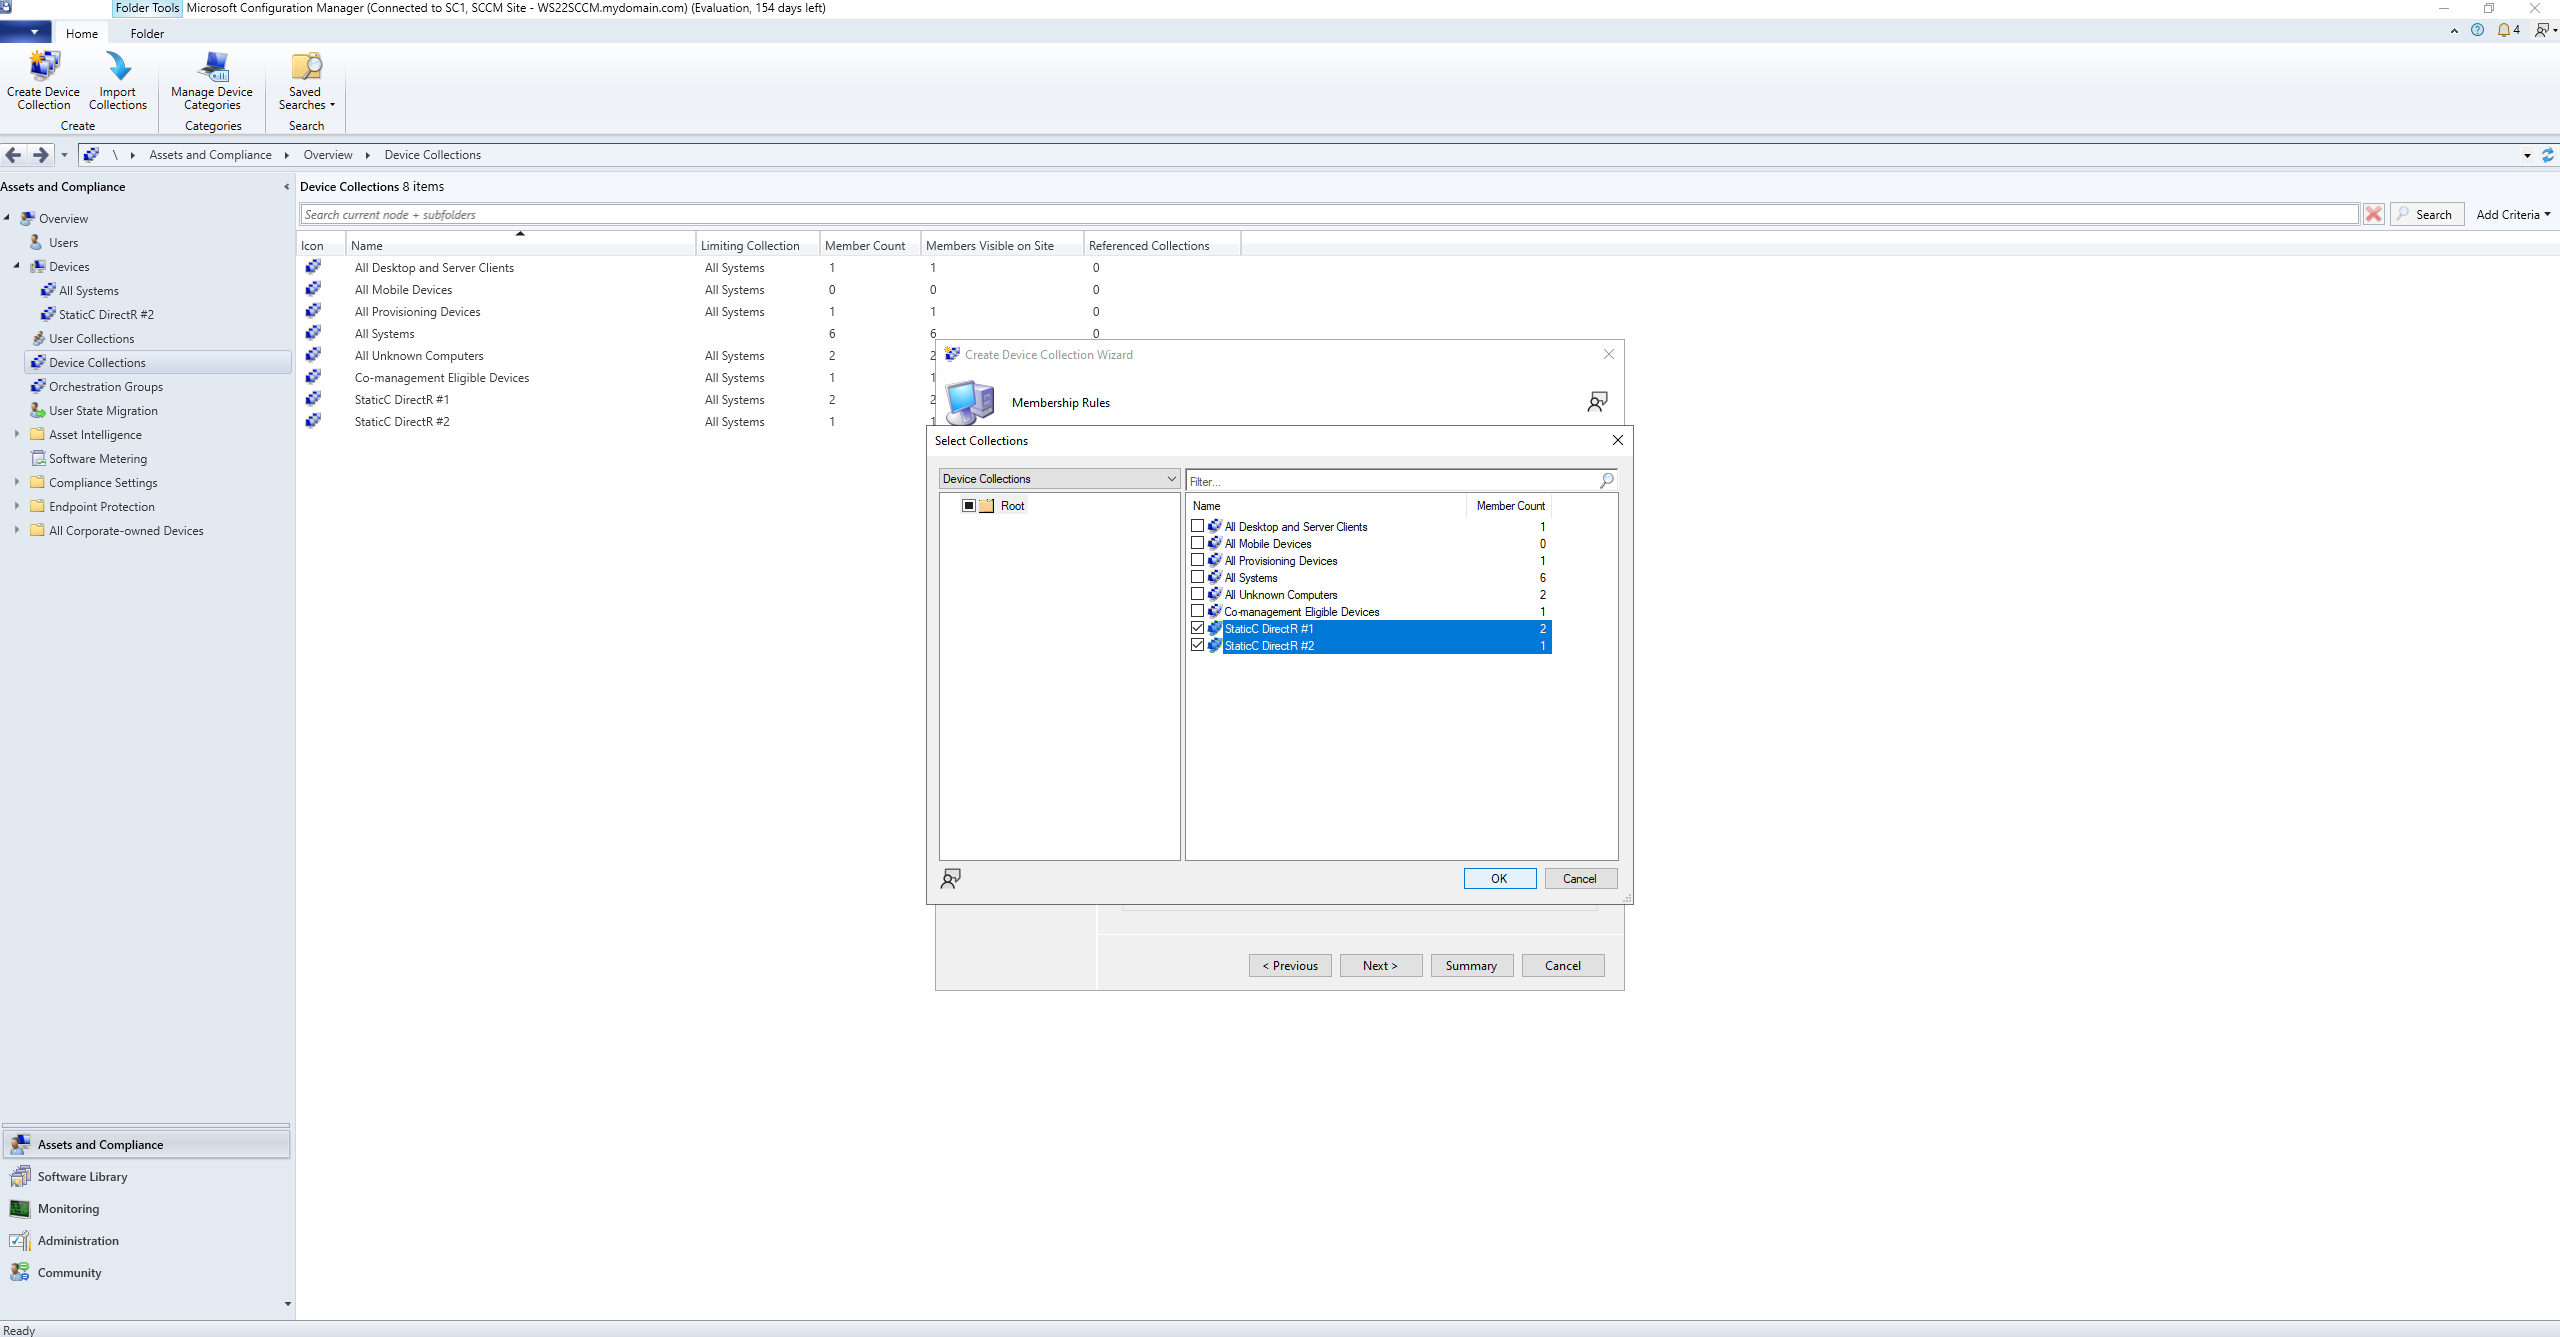 Folder Tools Microsoft Configuration Manager (Connected to SC1, SCCM Site - WS22SCCM.mydomain.com) (Evaluation, 154 days left)
Home Folder
4
Create Device Collection
Import Collections
Manage Device Categories
Saved Searches
Create Categories Search
\ Assets and Compliance Overview Device Collections
Assets and Compliance
Overview
Users
Devices
All Systems
StaticC DirectR #2
User Collections
Device Collections
Orchestration Groups
User State Migration
Asset Intelligence
Software Metering
Compliance Settings
Endpoint Protection
All Corporate-owned Devices
Assets and Compliance
Software Library
Monitoring
Administration
Community
Device Collections 8 items
Search current node + subfolders Search Add Criteria
Icon Name Limiting Collection Member Count Members Visible on Site Referenced Collections
All Desktop and Server Clients All Systems 1 1 0
All Mobile Devices All Systems 0 0 0
All Provisioning Devices All Systems 1 1 0
All Systems 6 6 0
All Unknown Computers All Systems 2 2
Co-management Eligible Devices All Systems 1 1
StaticC DirectR #1 All Systems 2 2
StaticC DirectR #2 All Systems 1 1
Create Device Collection Wizard
Membership Rules
Select Collections
Device Collections Filter...
Root
Name Member Count
All Desktop and Server Clients 1
All Mobile Devices 0
All Provisioning Devices 1
All Systems 6
All Unknown Computers 2
Co-management Eligible Devices 1
StaticC DirectR #1 2
StaticC DirectR #2 1
OK Cancel
< Previous Next > Summary Cancel
Ready